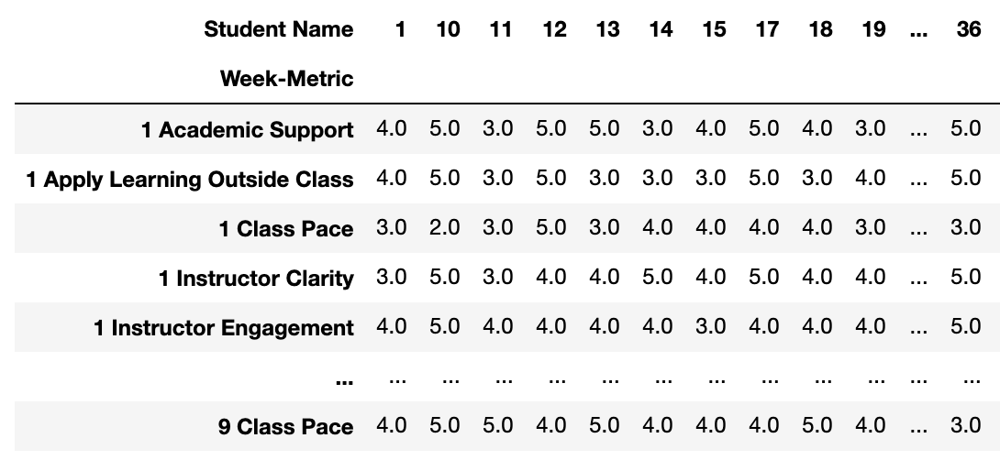 Student Name 1 10 11 12 13 14 15 17 18 19 ... 36
Week-Metric
1 Academic Support 4.0 5.0 3.0 5.0 5.0 3.0 4.0 5.0 4.0 3.0 ... 5.0
1 Apply Learning Outside Class 4.0 5.0 3.0 5.0 3.0 3.0 3.0 5.0 3.0 4.0 ... 5.0
1 Class Pace 3.0 2.0 3.0 5.0 3.0 4.0 4.0 4.0 4.0 3.0 ... 3.0
1 Instructor Clarity 3.0 5.0 3.0 4.0 4.0 5.0 4.0 5.0 4.0 4.0 ... 5.0
1 Instructor Engagement 4.0 5.0 4.0 4.0 4.0 4.0 3.0 4.0 4.0 4.0 ... 5.0
... ... ... ... ... ... ... ... ... ... ... ... ...
9 Class Pace 4.0 5.0 5.0 4.0 5.0 4.0 4.0 4.0 5.0 4.0 ... 3.0